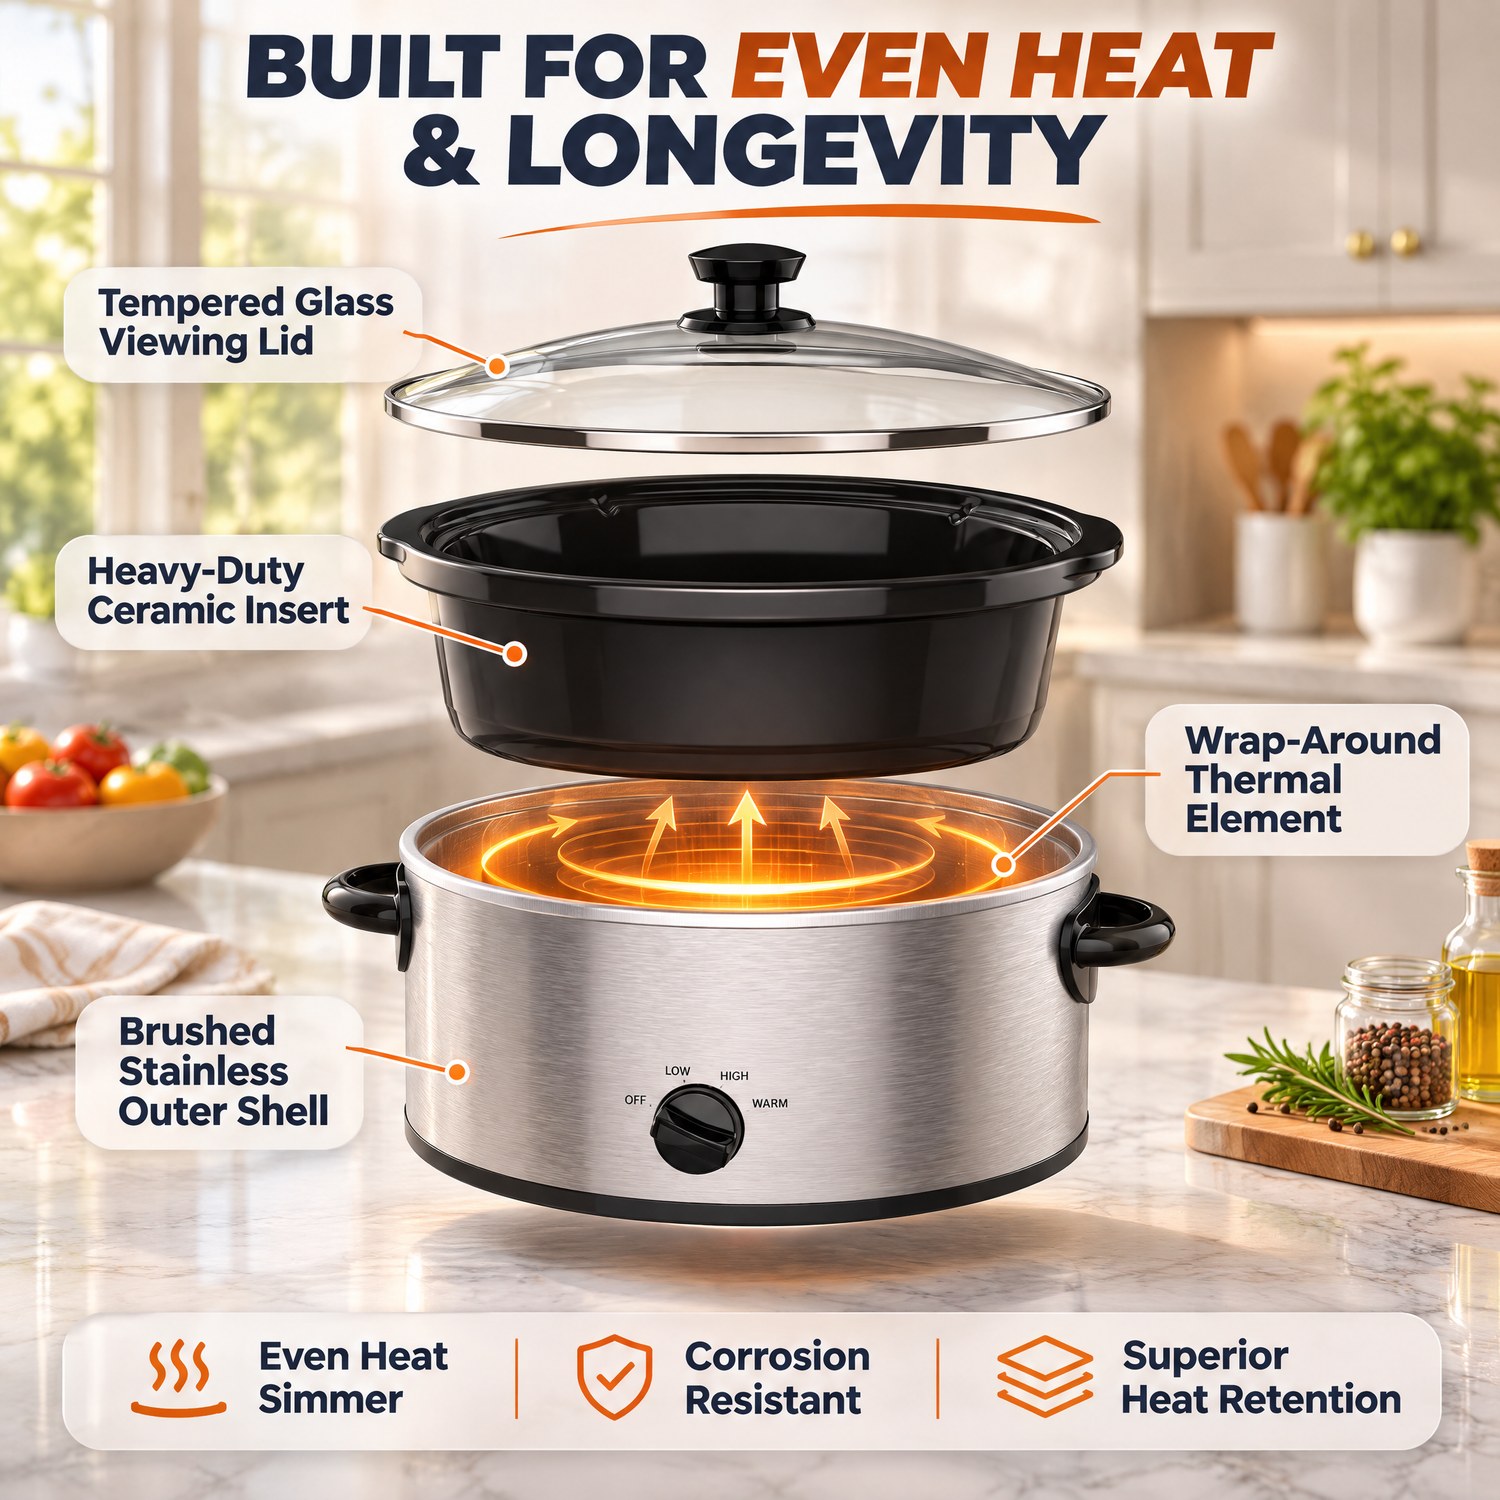 BUILT FOR EVEN HEAT
& LONGEVITY
Tempered Glass
Viewing Lid
Heavy-Duty
Ceramic Insert
Wrap-Around
Thermal
Element
Brushed
Stainless
Outer Shell
OFF
LOW
HIGH
WARM
Even Heat
Simmer
Corrosion
Resistant
Superior
Heat Retention